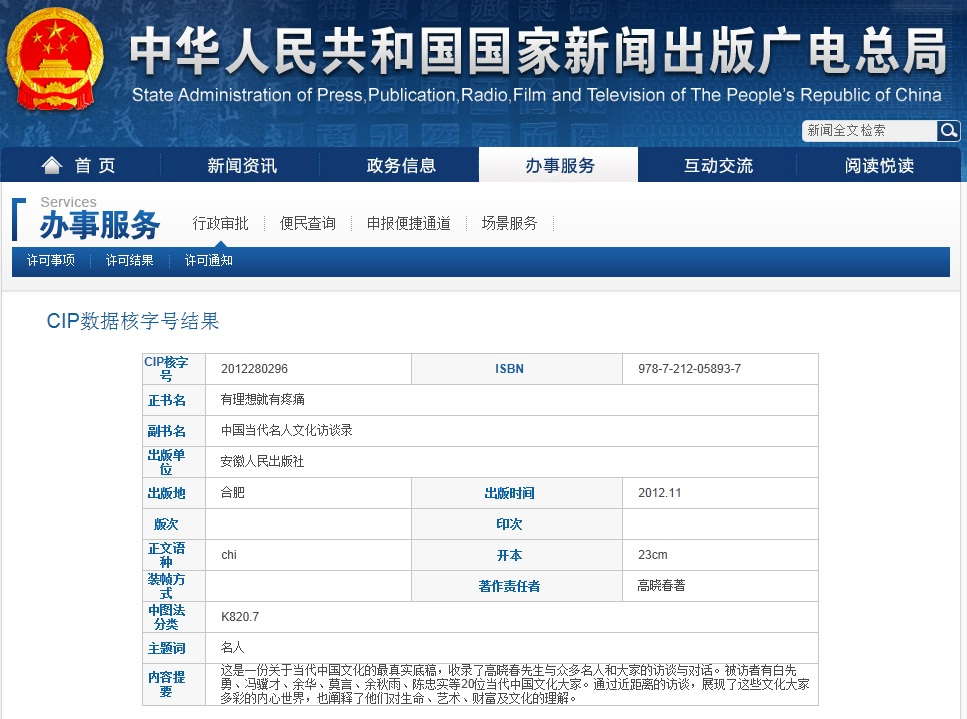 中华人民共和国国家新闻出版广电总局
State Administration of Press,Publication,Radio,Film and Television of The People's Republic of China
新闻全文检索
首 页 新闻资讯 政务信息 办事服务 互动交流 阅读悦读
Services
办事服务 行政审批 便民查询 申报便捷通道 场景服务
许可事项 许可结果 许可通知
CIP数据核字号结果
CIP核字
号 2012280296 ISBN 978-7-212-05893-7
正书名 有理想就有疼痛
副书名 中国当代名人文化访谈录
出版单
位 安徽人民出版社
出版地 合肥 出版时间 2012.11
版次 印次
正文语
种 chi 开本 23cm
装帧方
式 著作责任者 高晓春著
中图法
分类 K820.7
主题词 名人
内容提
要
这是一份关于当代中国文化的最真实底稿，收录了高晓春先生与众多名人和大家的访谈与对话。被访者有白先
勇、冯骥才、余华、莫言、余秋雨、陈忠实等20位当代中国文化大家。通过近距离的访谈，展现了这些文化大家
多彩的内心世界，也阐释了他们对生命、艺术、财富及文化的理解。